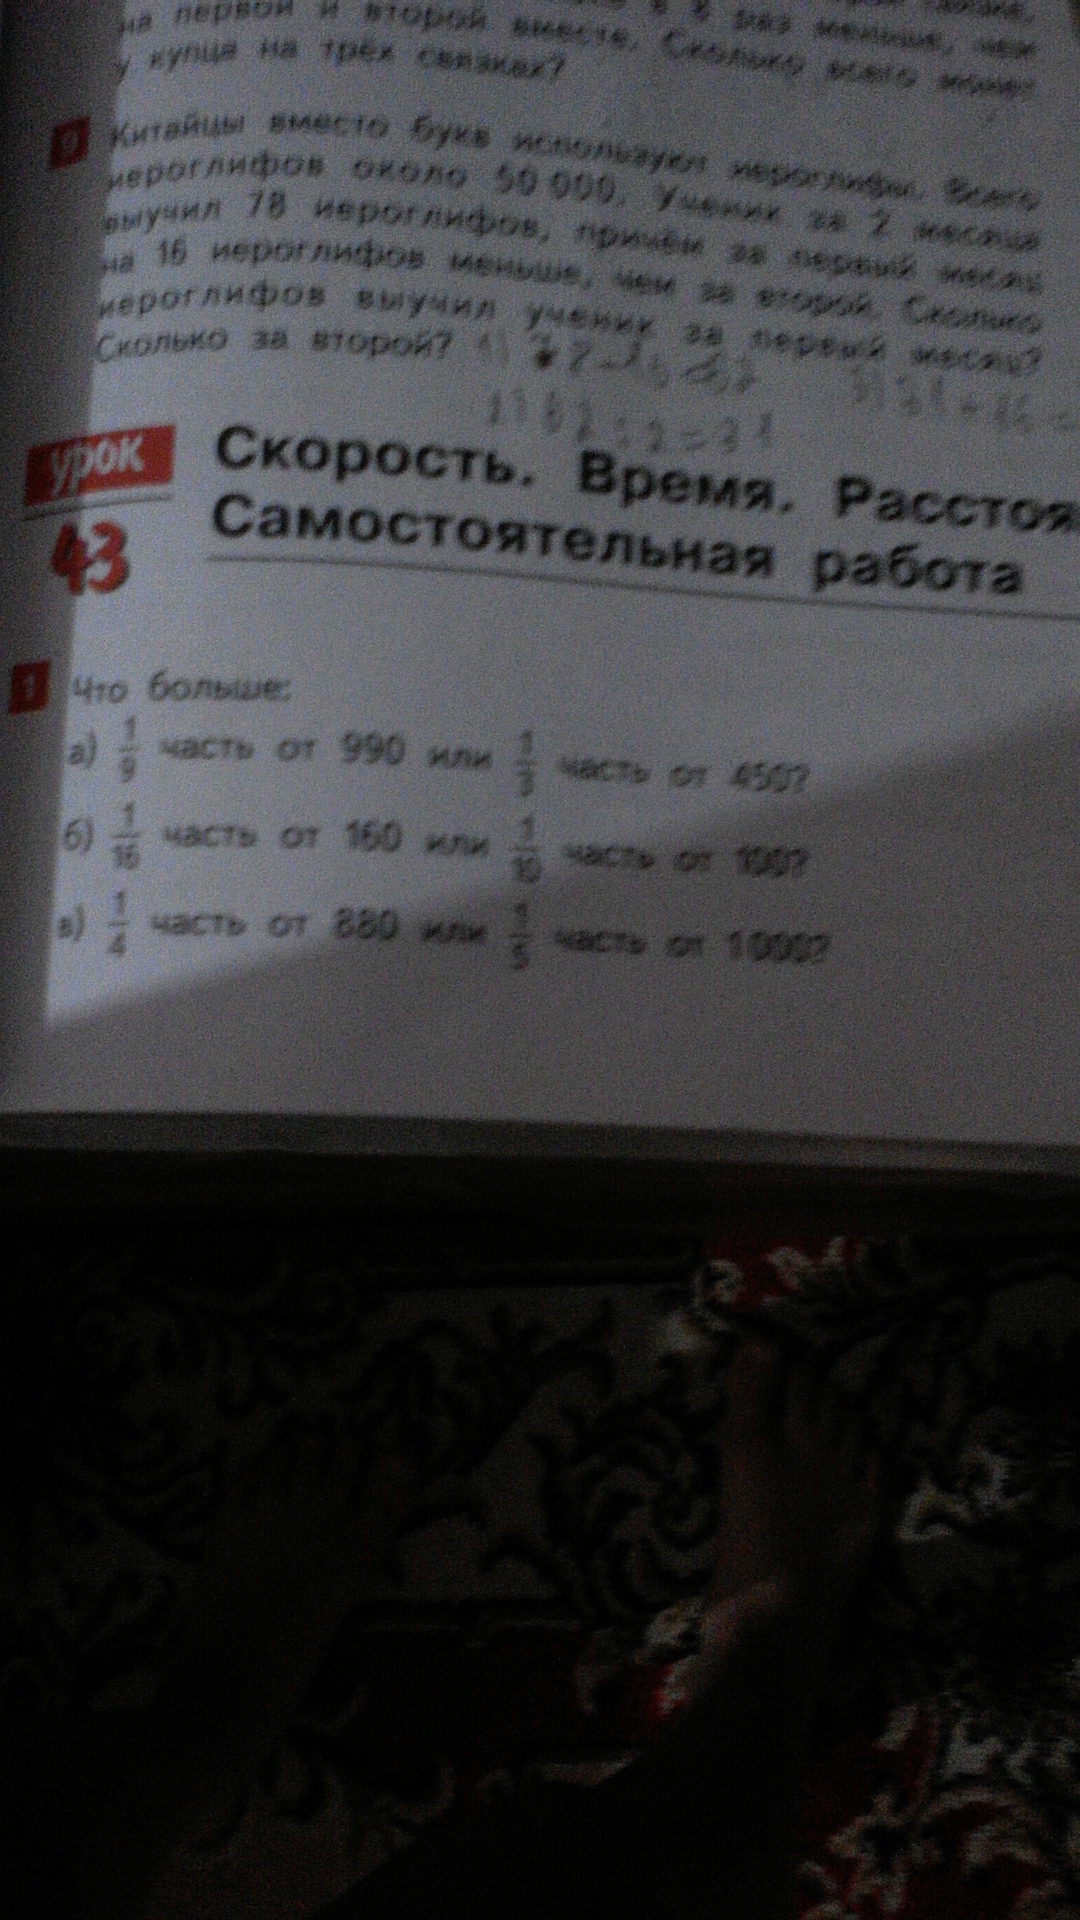 на первой и второй вместе. Сколько всего монет
у купца на трёх связках?
9 Китайцы вместо букв используют иероглифы. Всего
иероглифов около 50 000. Ученик за 2 месяца
выучил 78 иероглифов, причём за первый месяц
на 16 иероглифов меньше, чем за второй. Сколько
иероглифов выучил ученик за первый месяц?
Сколько за второй?
урок
43
Скорость. Время. Расстоя
Самостоятельная работа
1 Что больше:
а) 1/9 часть от 990 или 1/3 часть от 450?
б) 1/16 часть от 160 или 1/10 часть от 100?
в) 1/4 часть от 880 или 1/5 часть от 1000?